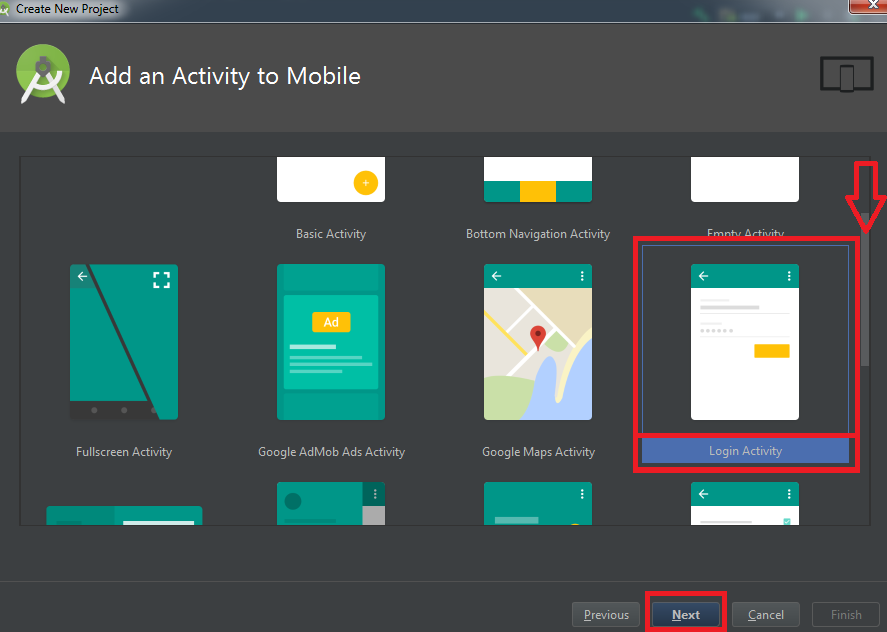 Create New Project
Add an Activity to Mobile
Basic Activity
Bottom Navigation Activity
Empty Activity
Ad
Fullscreen Activity
Google AdMob Ads Activity
Google Maps Activity
Login Activity
Previous
Next
Cancel
Finish